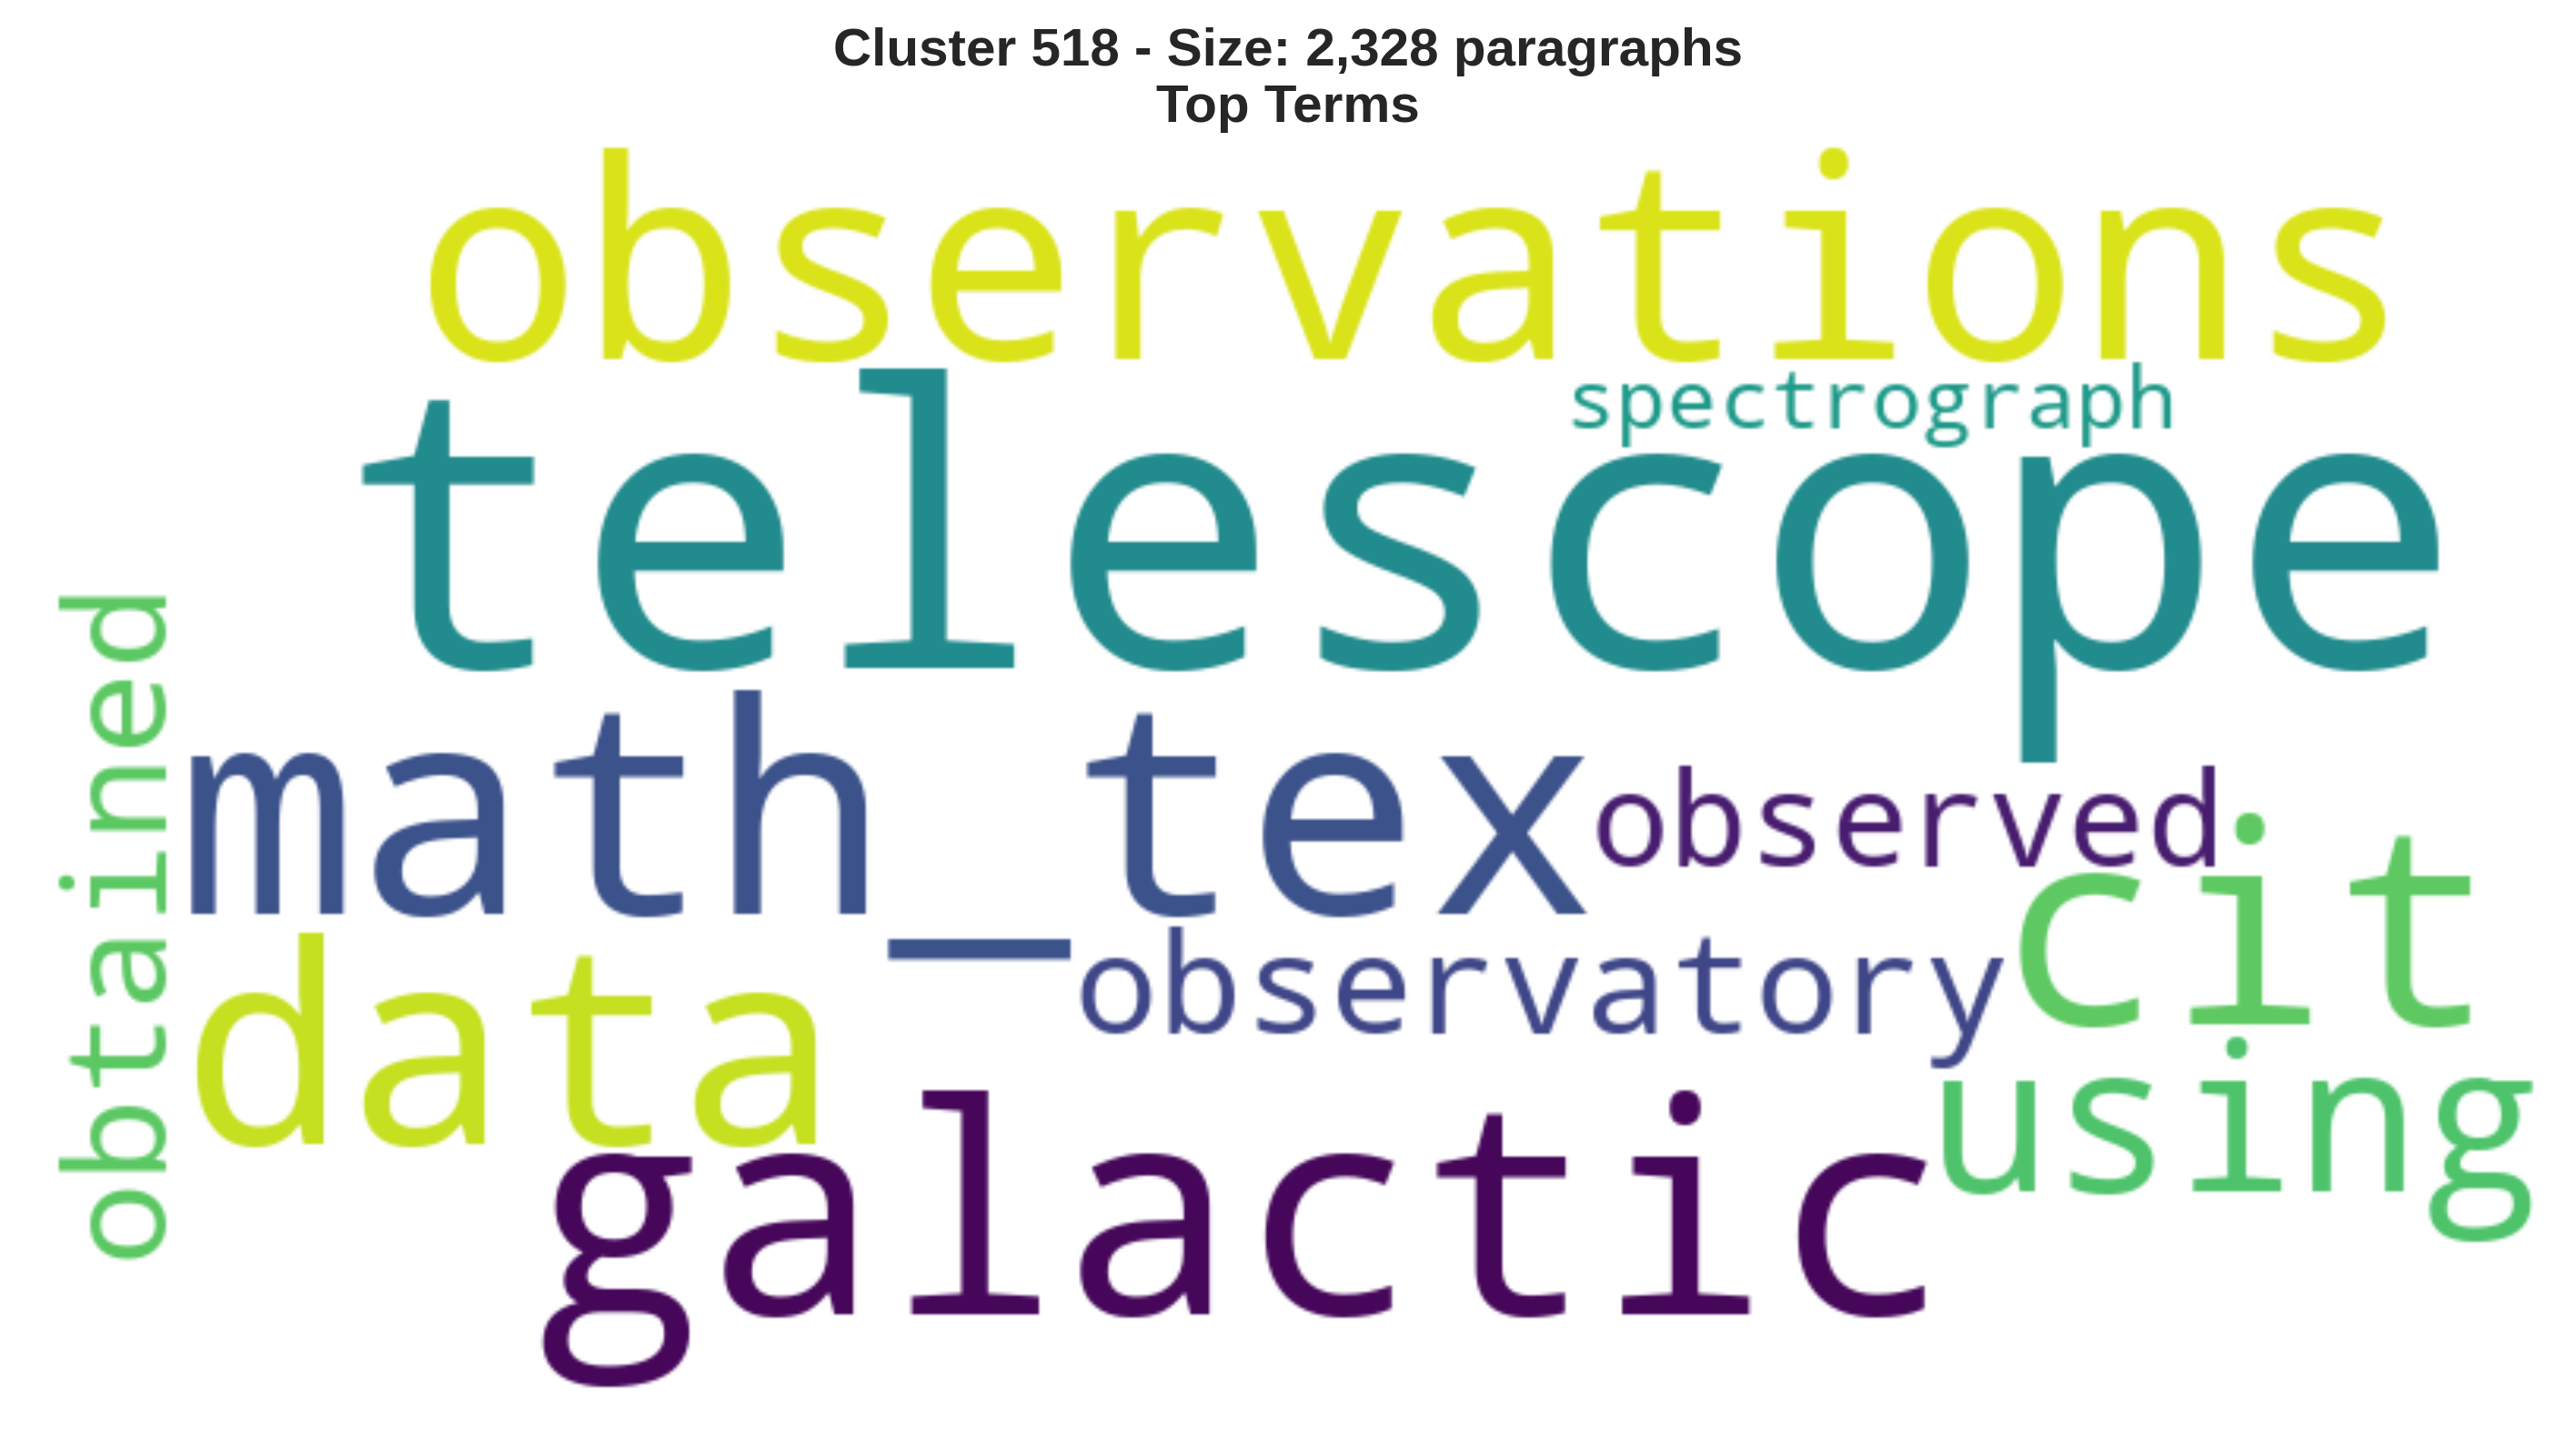 Cluster 518 - Size: 2,328 paragraphs
Top Terms
observations
spectrograph
telescope
obtained
math_tex
observed
cit
data
observatory
using
galactic